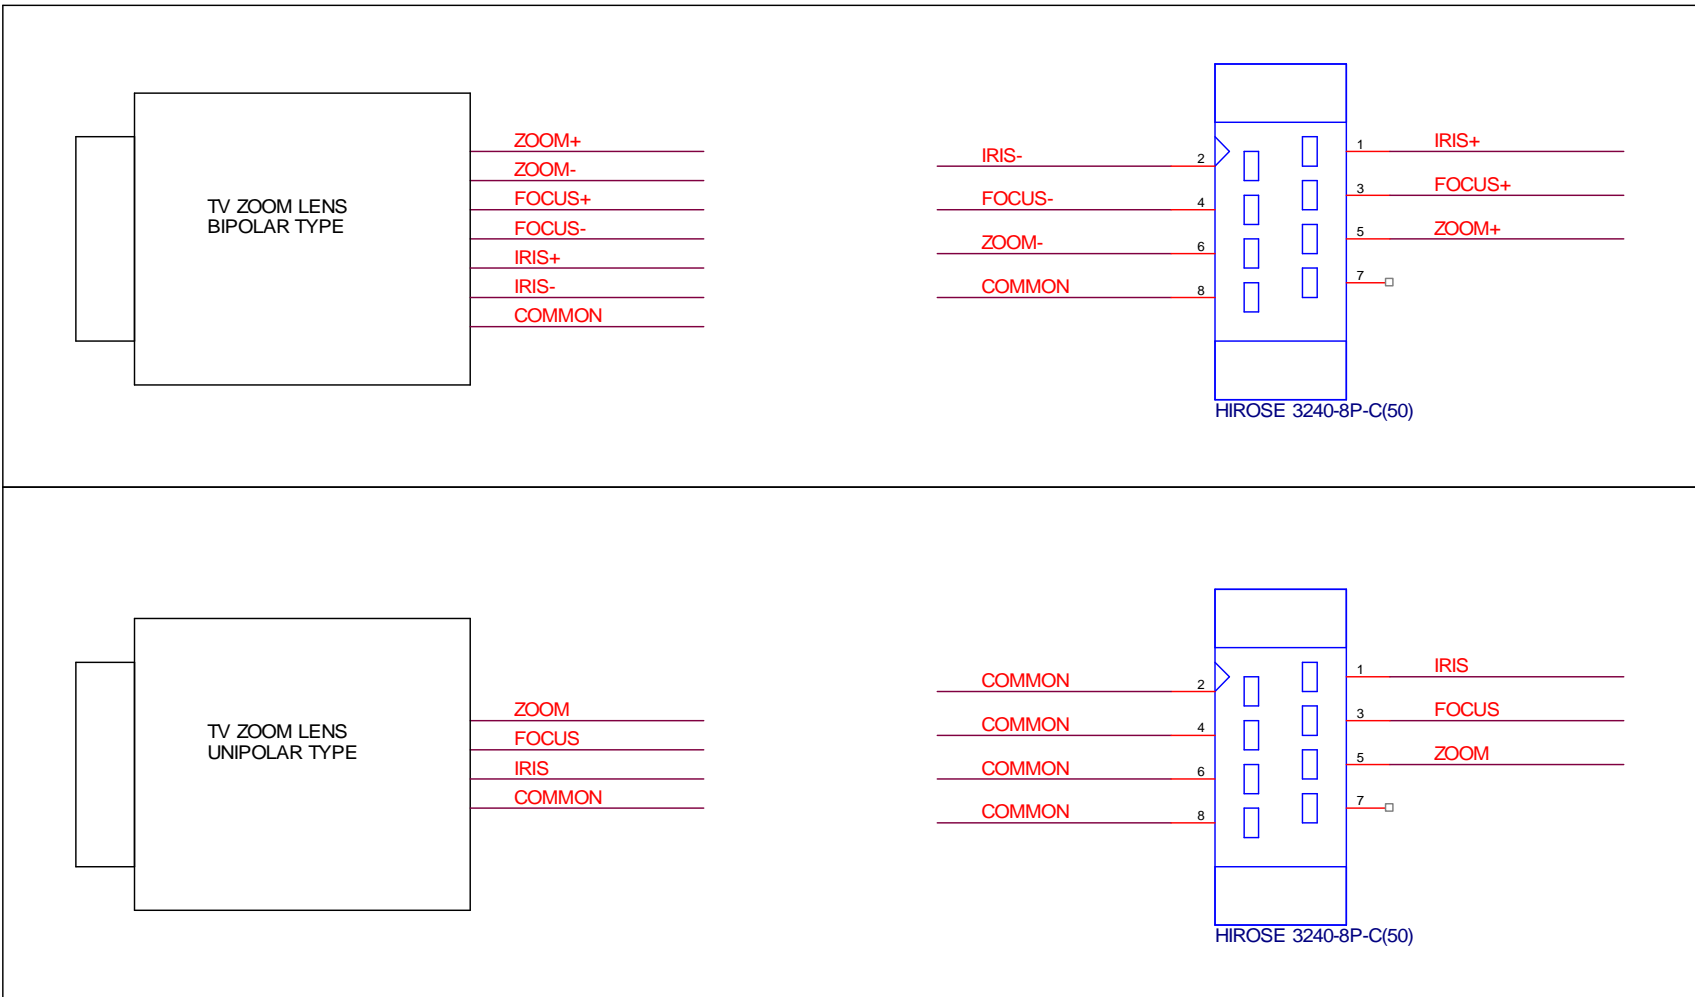 ZOOM+
ZOOM-
FOCUS+
FOCUS-
IRIS+
IRIS-
COMMON
TV ZOOM LENS
BIPOLAR TYPE
IRIS- 2
FOCUS- 4
ZOOM- 6
COMMON 8
1 IRIS+
3 FOCUS+
5 ZOOM+
7
HIROSE 3240-8P-C(50)
ZOOM
FOCUS
IRIS
COMMON
TV ZOOM LENS
UNIPOLAR TYPE
COMMON 2
COMMON 4
COMMON 6
COMMON 8
1 IRIS
3 FOCUS
5 ZOOM
7
HIROSE 3240-8P-C(50)